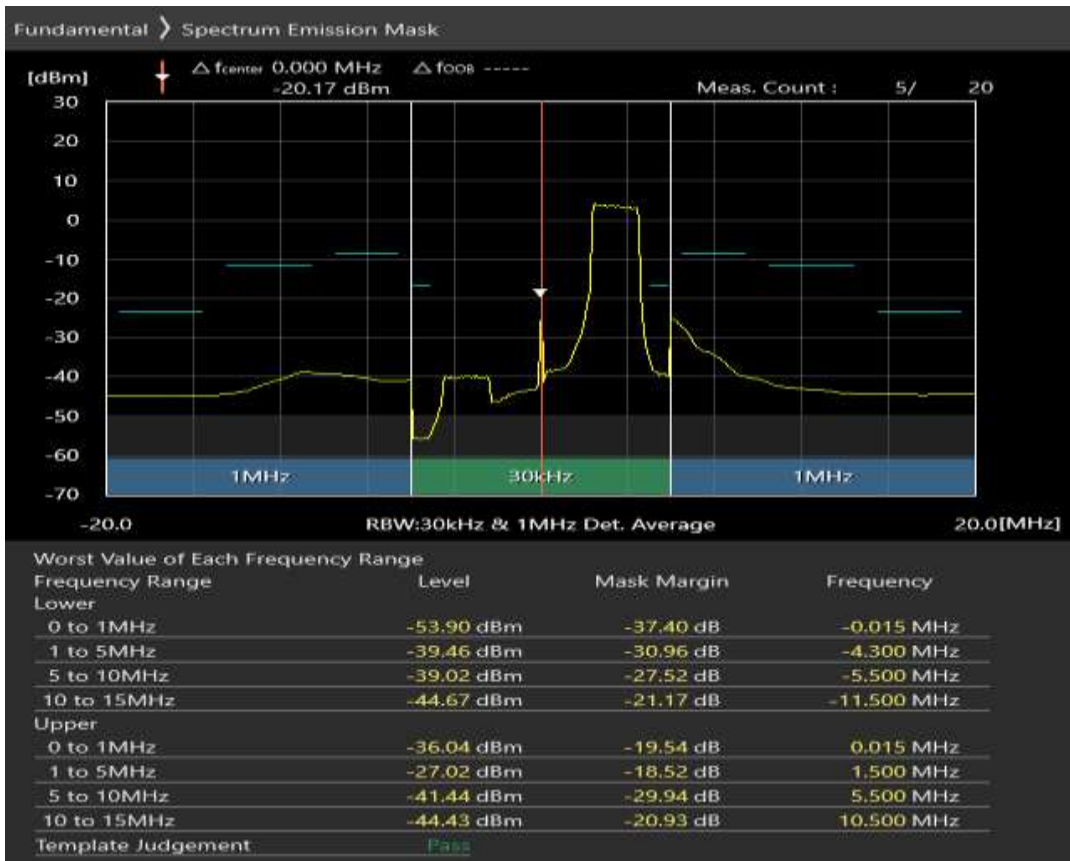 Fundamental 〉 Spectrum Emission Mask
[dBm] △ fcenter 0.000 MHz △ fOOB -----
-20.17 dBm Meas. Count : 5/ 20
30
20
10
0
-10
-20
-30
-40
-50
-60
1MHz 30kHz 1MHz
-70
-20.0 RBW:30kHz & 1MHz Det. Average 20.0[MHz]
Worst Value of Each Frequency Range
Frequency Range Level Mask Margin Frequency
Lower
0 to 1MHz -53.90 dBm -37.40 dB -0.015 MHz
1 to 5MHz -39.46 dBm -30.96 dB -4.300 MHz
5 to 10MHz -39.02 dBm -27.52 dB -5.500 MHz
10 to 15MHz -44.67 dBm -21.17 dB -11.500 MHz
Upper
0 to 1MHz -36.04 dBm -19.54 dB 0.015 MHz
1 to 5MHz -27.02 dBm -18.52 dB 1.500 MHz
5 to 10MHz -41.44 dBm -29.94 dB 5.500 MHz
10 to 15MHz -44.43 dBm -20.93 dB 10.500 MHz
Template Judgement Pass